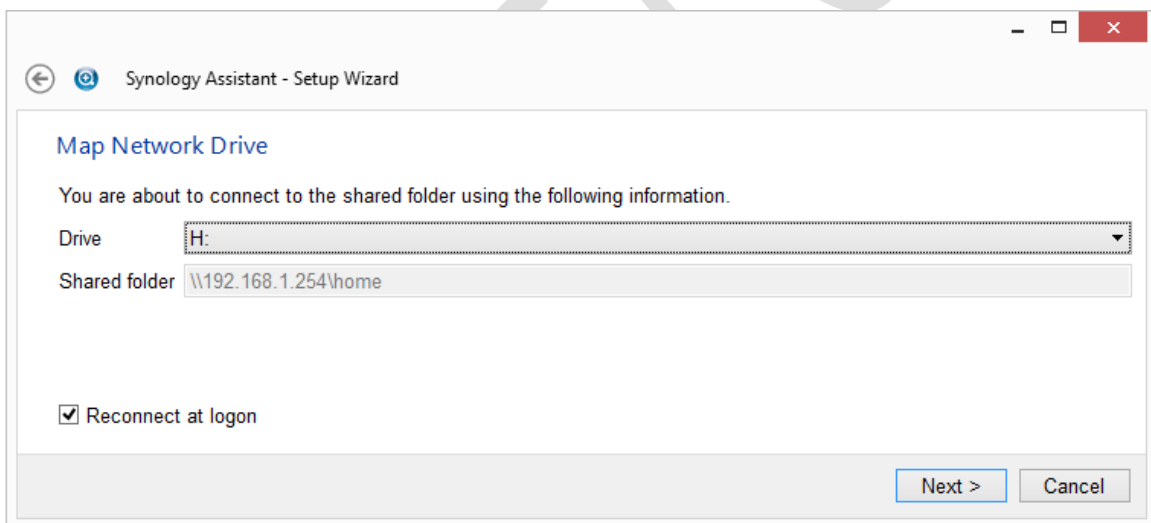 Synology Assistant - Setup Wizard
Map Network Drive
You are about to connect to the shared folder using the following information.
Drive H:
Shared folder \\192.168.1.254\home
Reconnect at logon
Next > Cancel